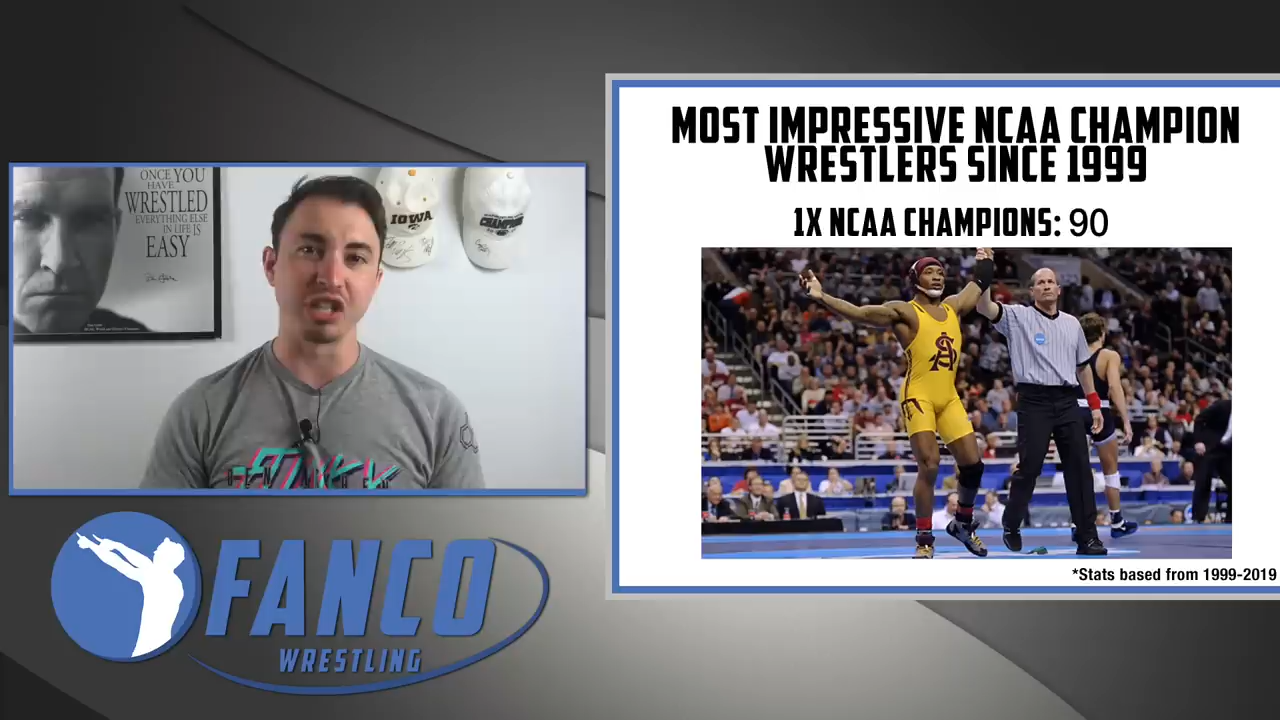 ONCE YOU
HAVE
WRESTLED
EVERYTHING ELSE
IN LIFE IS
EASY
IOWA
FANCO
WRESTLING
MOST IMPRESSIVE NCAA CHAMPION
WRESTLERS SINCE 1999
1X NCAA CHAMPIONS: 90
*Stats based from 1999-2019